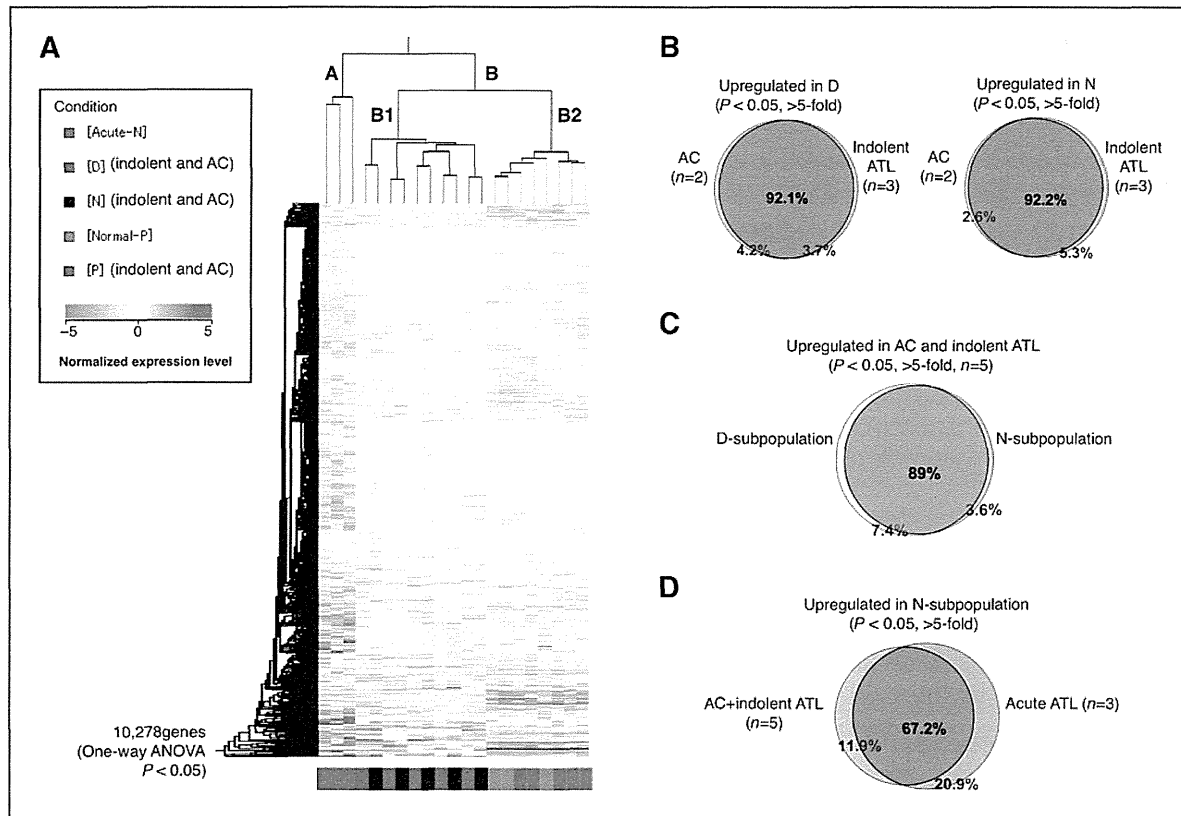 A
A
B
B1
B2
Condition
[Acute-N]
[D] (indolent and AC)
[N] (indolent and AC)
[Normal-P]
[P] (indolent and AC)
−5
0
5
Normalized expression level
10,278genes
(One-way ANOVA
P < 0.05)
B
Upregulated in D
(P < 0.05, >5-fold)
AC
(n=2)
Indolent
ATL
(n=3)
92.1%
4.2%
3.7%
Upregulated in N
(P < 0.05, >5-fold)
AC
(n=2)
Indolent
ATL
(n=3)
92.2%
2.6%
5.3%
C
Upregulated in AC and indolent ATL
(P < 0.05, >5-fold, n=5)
D-subpopulation
N-subpopulation
89%
7.4%
3.6%
D
Upregulated in N-subpopulation
(P < 0.05, >5-fold)
AC+indolent ATL
(n=5)
Acute ATL (n=3)
67.2%
11.9%
20.9%